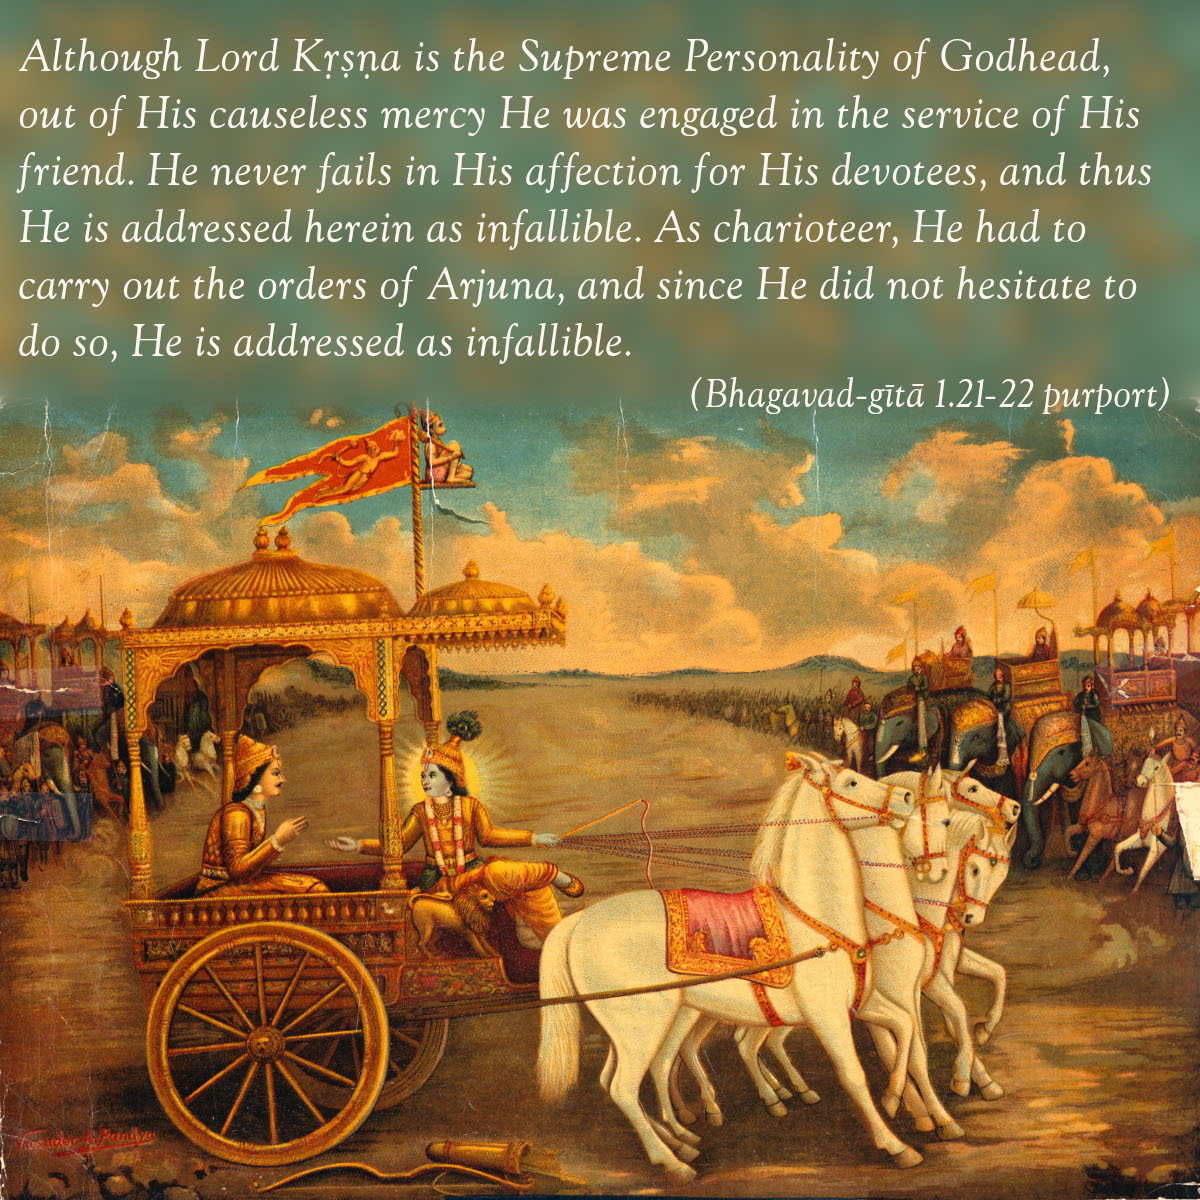 Although Lord Kṛṣṇa is the Supreme Personality of Godhead,
out of His causeless mercy He was engaged in the service of His
friend. He never fails in His affection for His devotees, and thus
He is addressed herein as infallible. As charioteer, He had to
carry out the orders of Arjuna, and since He did not hesitate to
do so, He is addressed as infallible.
(Bhagavad-gītā 1.21-22 purport)
Pandya